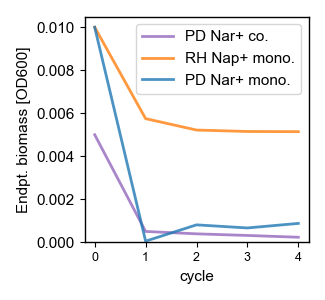 0.010
0.008
0.006
0.004
0.002
0.000
Endpt. biomass [OD600]
PD Nar+ co.
RH Nap+ mono.
PD Nar+ mono.
0 1 2 3 4
cycle